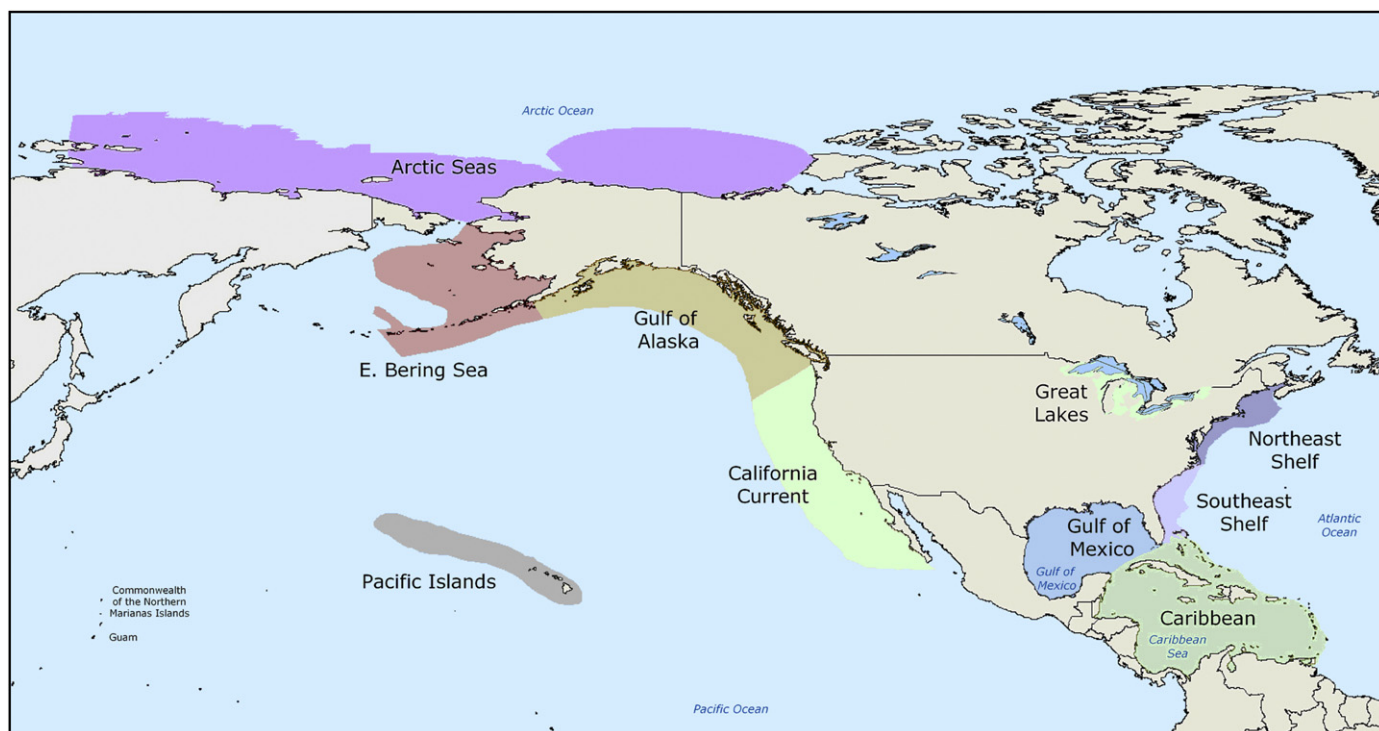 Arctic Ocean
Arctic Seas
Gulf of
Alaska
E. Bering Sea
Great
Lakes
Northeast
Shelf
California
Current
Southeast
Shelf
Atlantic
Ocean
Gulf of
Mexico
Gulf of
Mexico
Pacific Islands
Commonwealth
of the Northern
Marianas Islands
Guam
Caribbean
Caribbean
Sea
Pacific Ocean